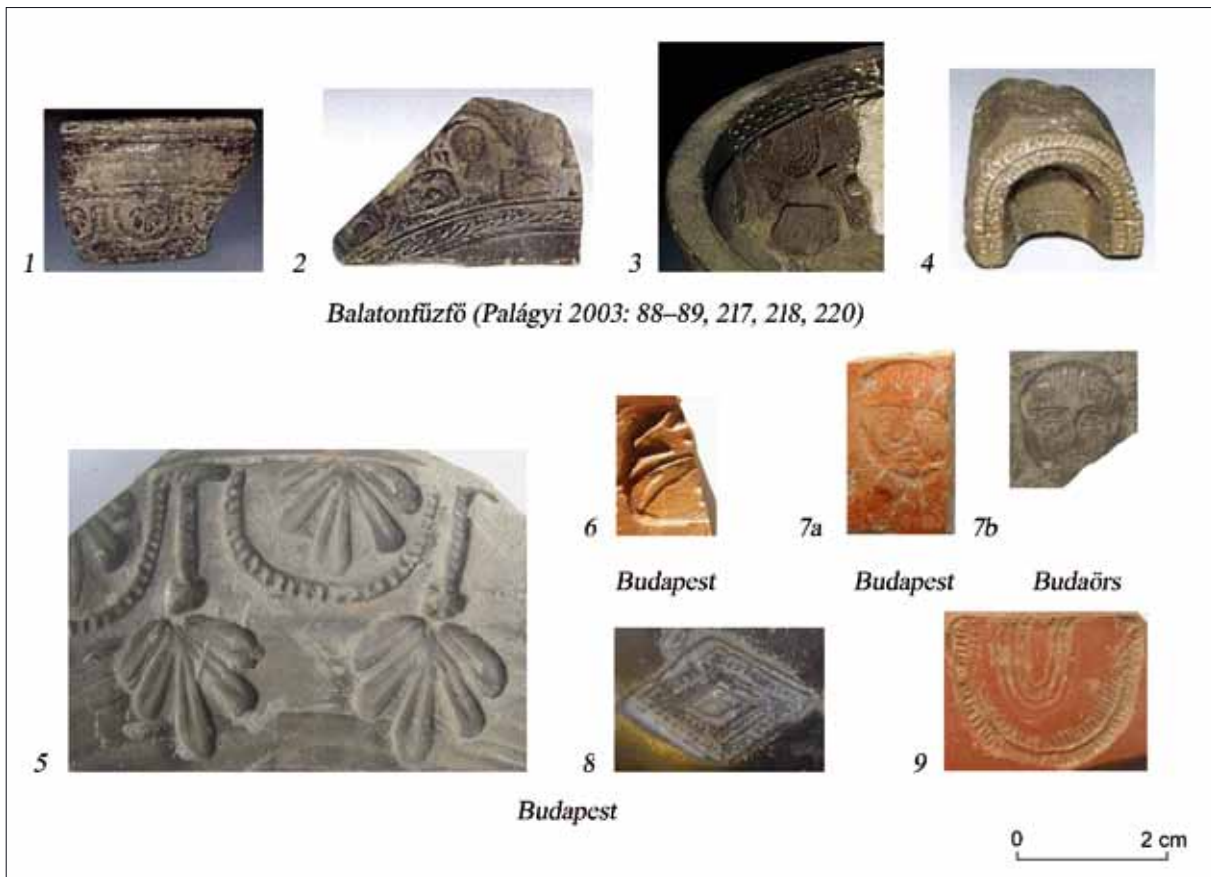 1
2
3
4
Balatonfűzfő (Palágyi 2003: 88–89, 217, 218, 220)
5
6
7a
7b
Budapest
Budapest
Budaörs
8
9
Budapest
0
2 cm